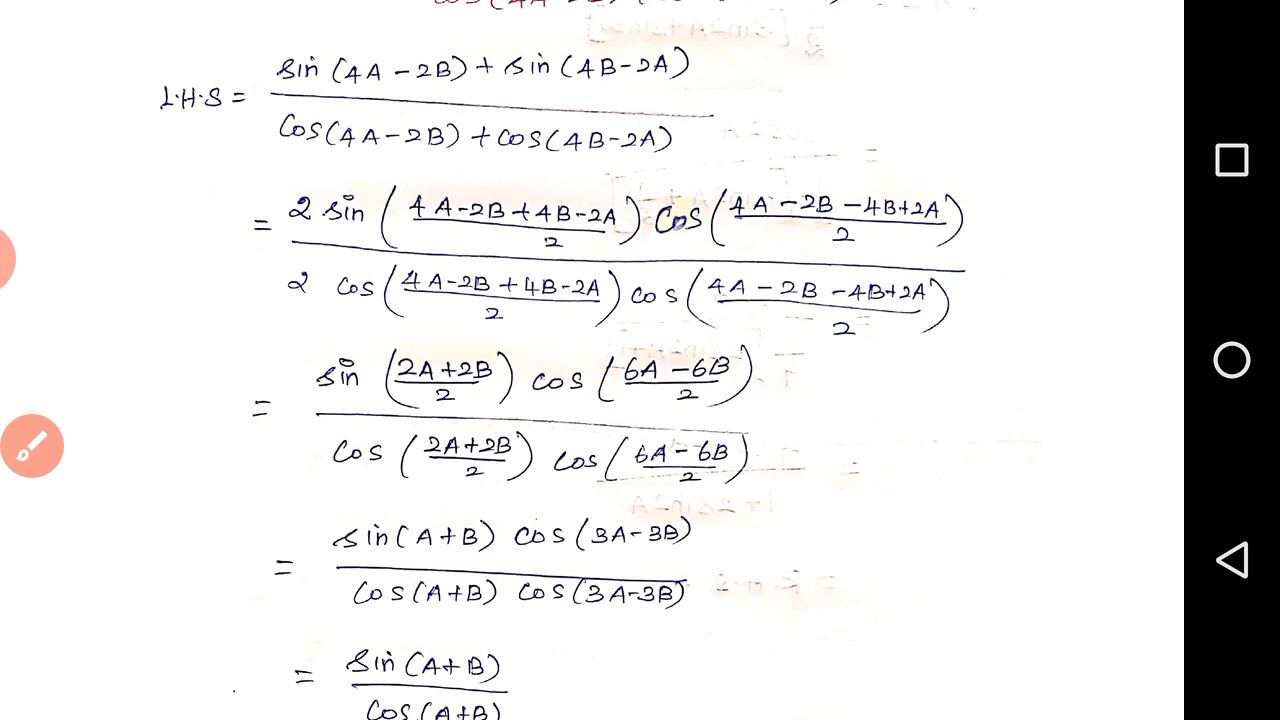 L.H.S = sin(4A-2B) + sin(4B-2A) / cos(4A-2B) + cos(4B-2A)
= 2 sin((4A-2B+4B-2A)/2) cos((4A-2B-4B+2A)/2) / 2 cos((4A-2B+4B-2A)/2) cos((4A-2B-4B+2A)/2)
= sin((2A+2B)/2) cos((6A-6B)/2) / cos((2A+2B)/2) cos((6A-6B)/2)
= sin(A+B) cos(3A-3B) / cos(A+B) cos(3A-3B)
= sin(A+B) / cos(A+B)